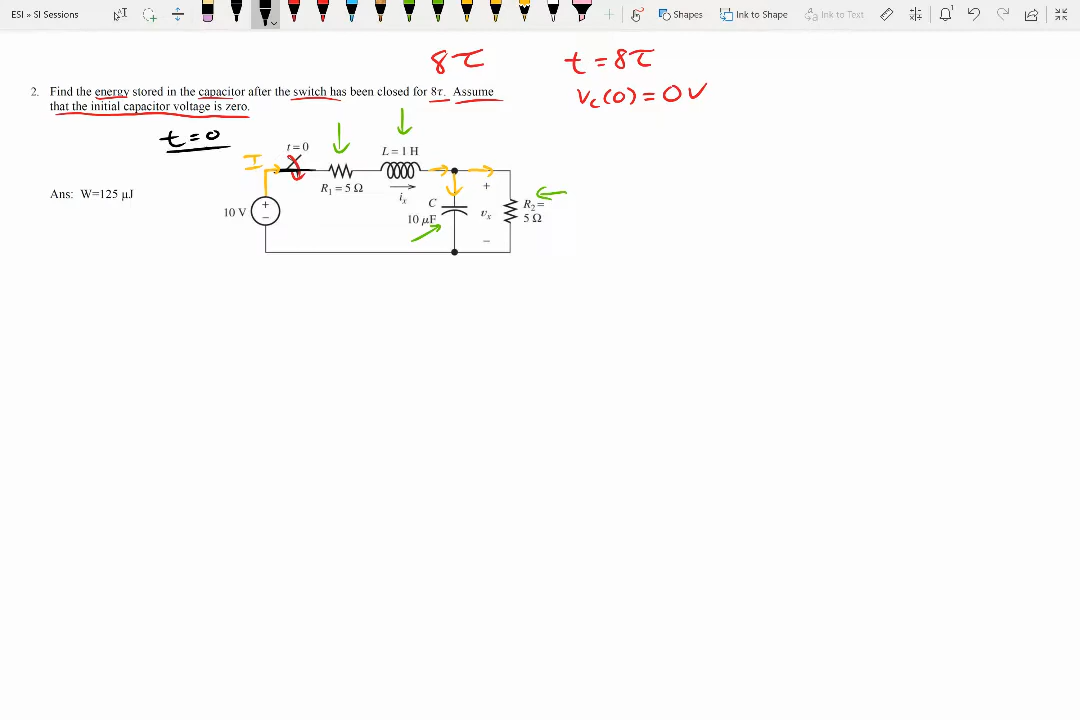 ESI » SI Sessions
Shapes
Ink to Shape
Ink to Text
8τ
t = 8τ
2. Find the energy stored in the capacitor after the switch has been closed for 8τ. Assume
that the initial capacitor voltage is zero.
Vc(0) = 0V
t=0
t = 0
L = 1 H
I
R₁ = 5 Ω
iₓ
Ans: W=125 μJ
10 V
+
−
C
10 μF
+
vₓ
−
R₂ =
5 Ω